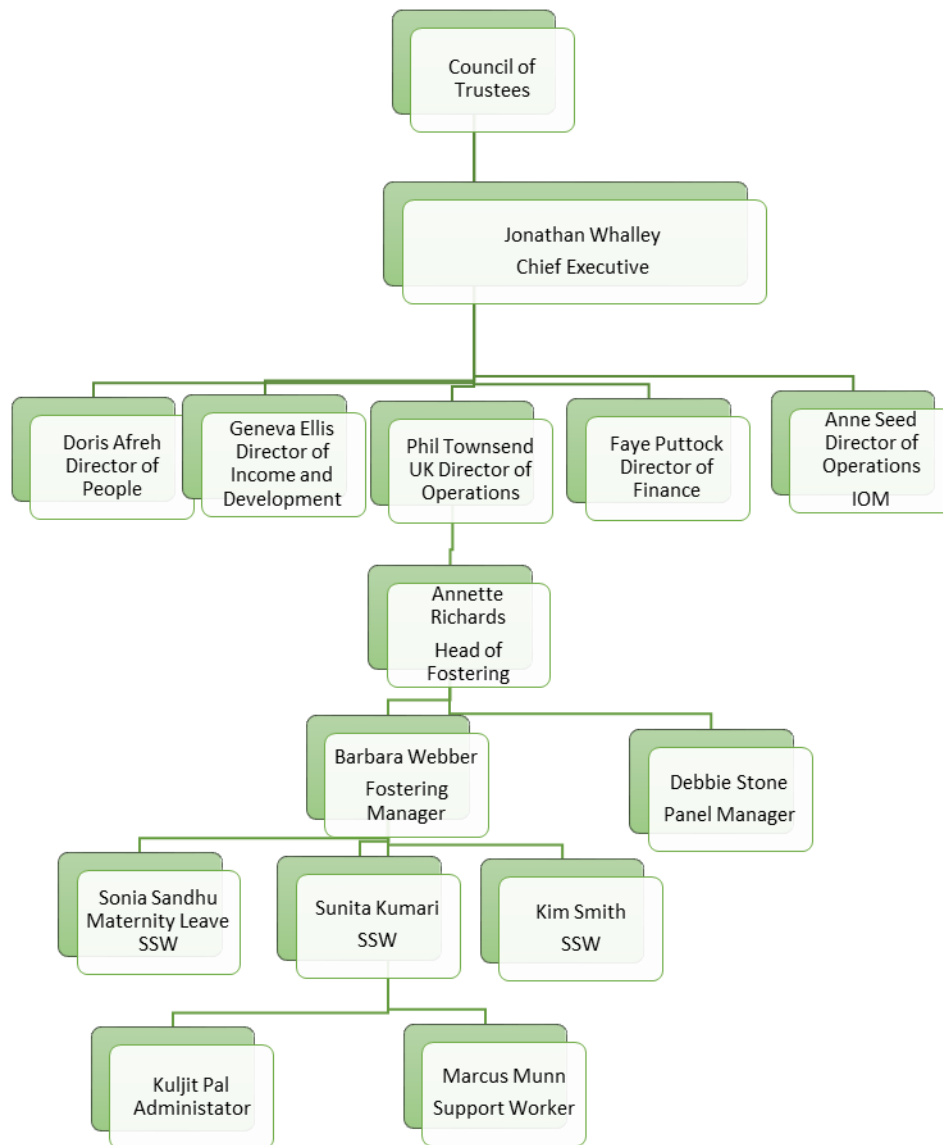 Council of
Trustees
Jonathan Whalley
Chief Executive
Doris Afreh
Director of
People
Geneva Ellis
Director of
Income and
Development
Phil Townsend
UK Director of
Operations
Faye Puttock
Director of
Finance
Anne Seed
Director of
Operations
IOM
Annette
Richards
Head of
Fostering
Barbara Webber
Fostering
Manager
Debbie Stone
Panel Manager
Sonia Sandhu
Maternity Leave
SSW
Sunita Kumari
SSW
Kim Smith
SSW
Kuljit Pal
Administator
Marcus Munn
Support Worker